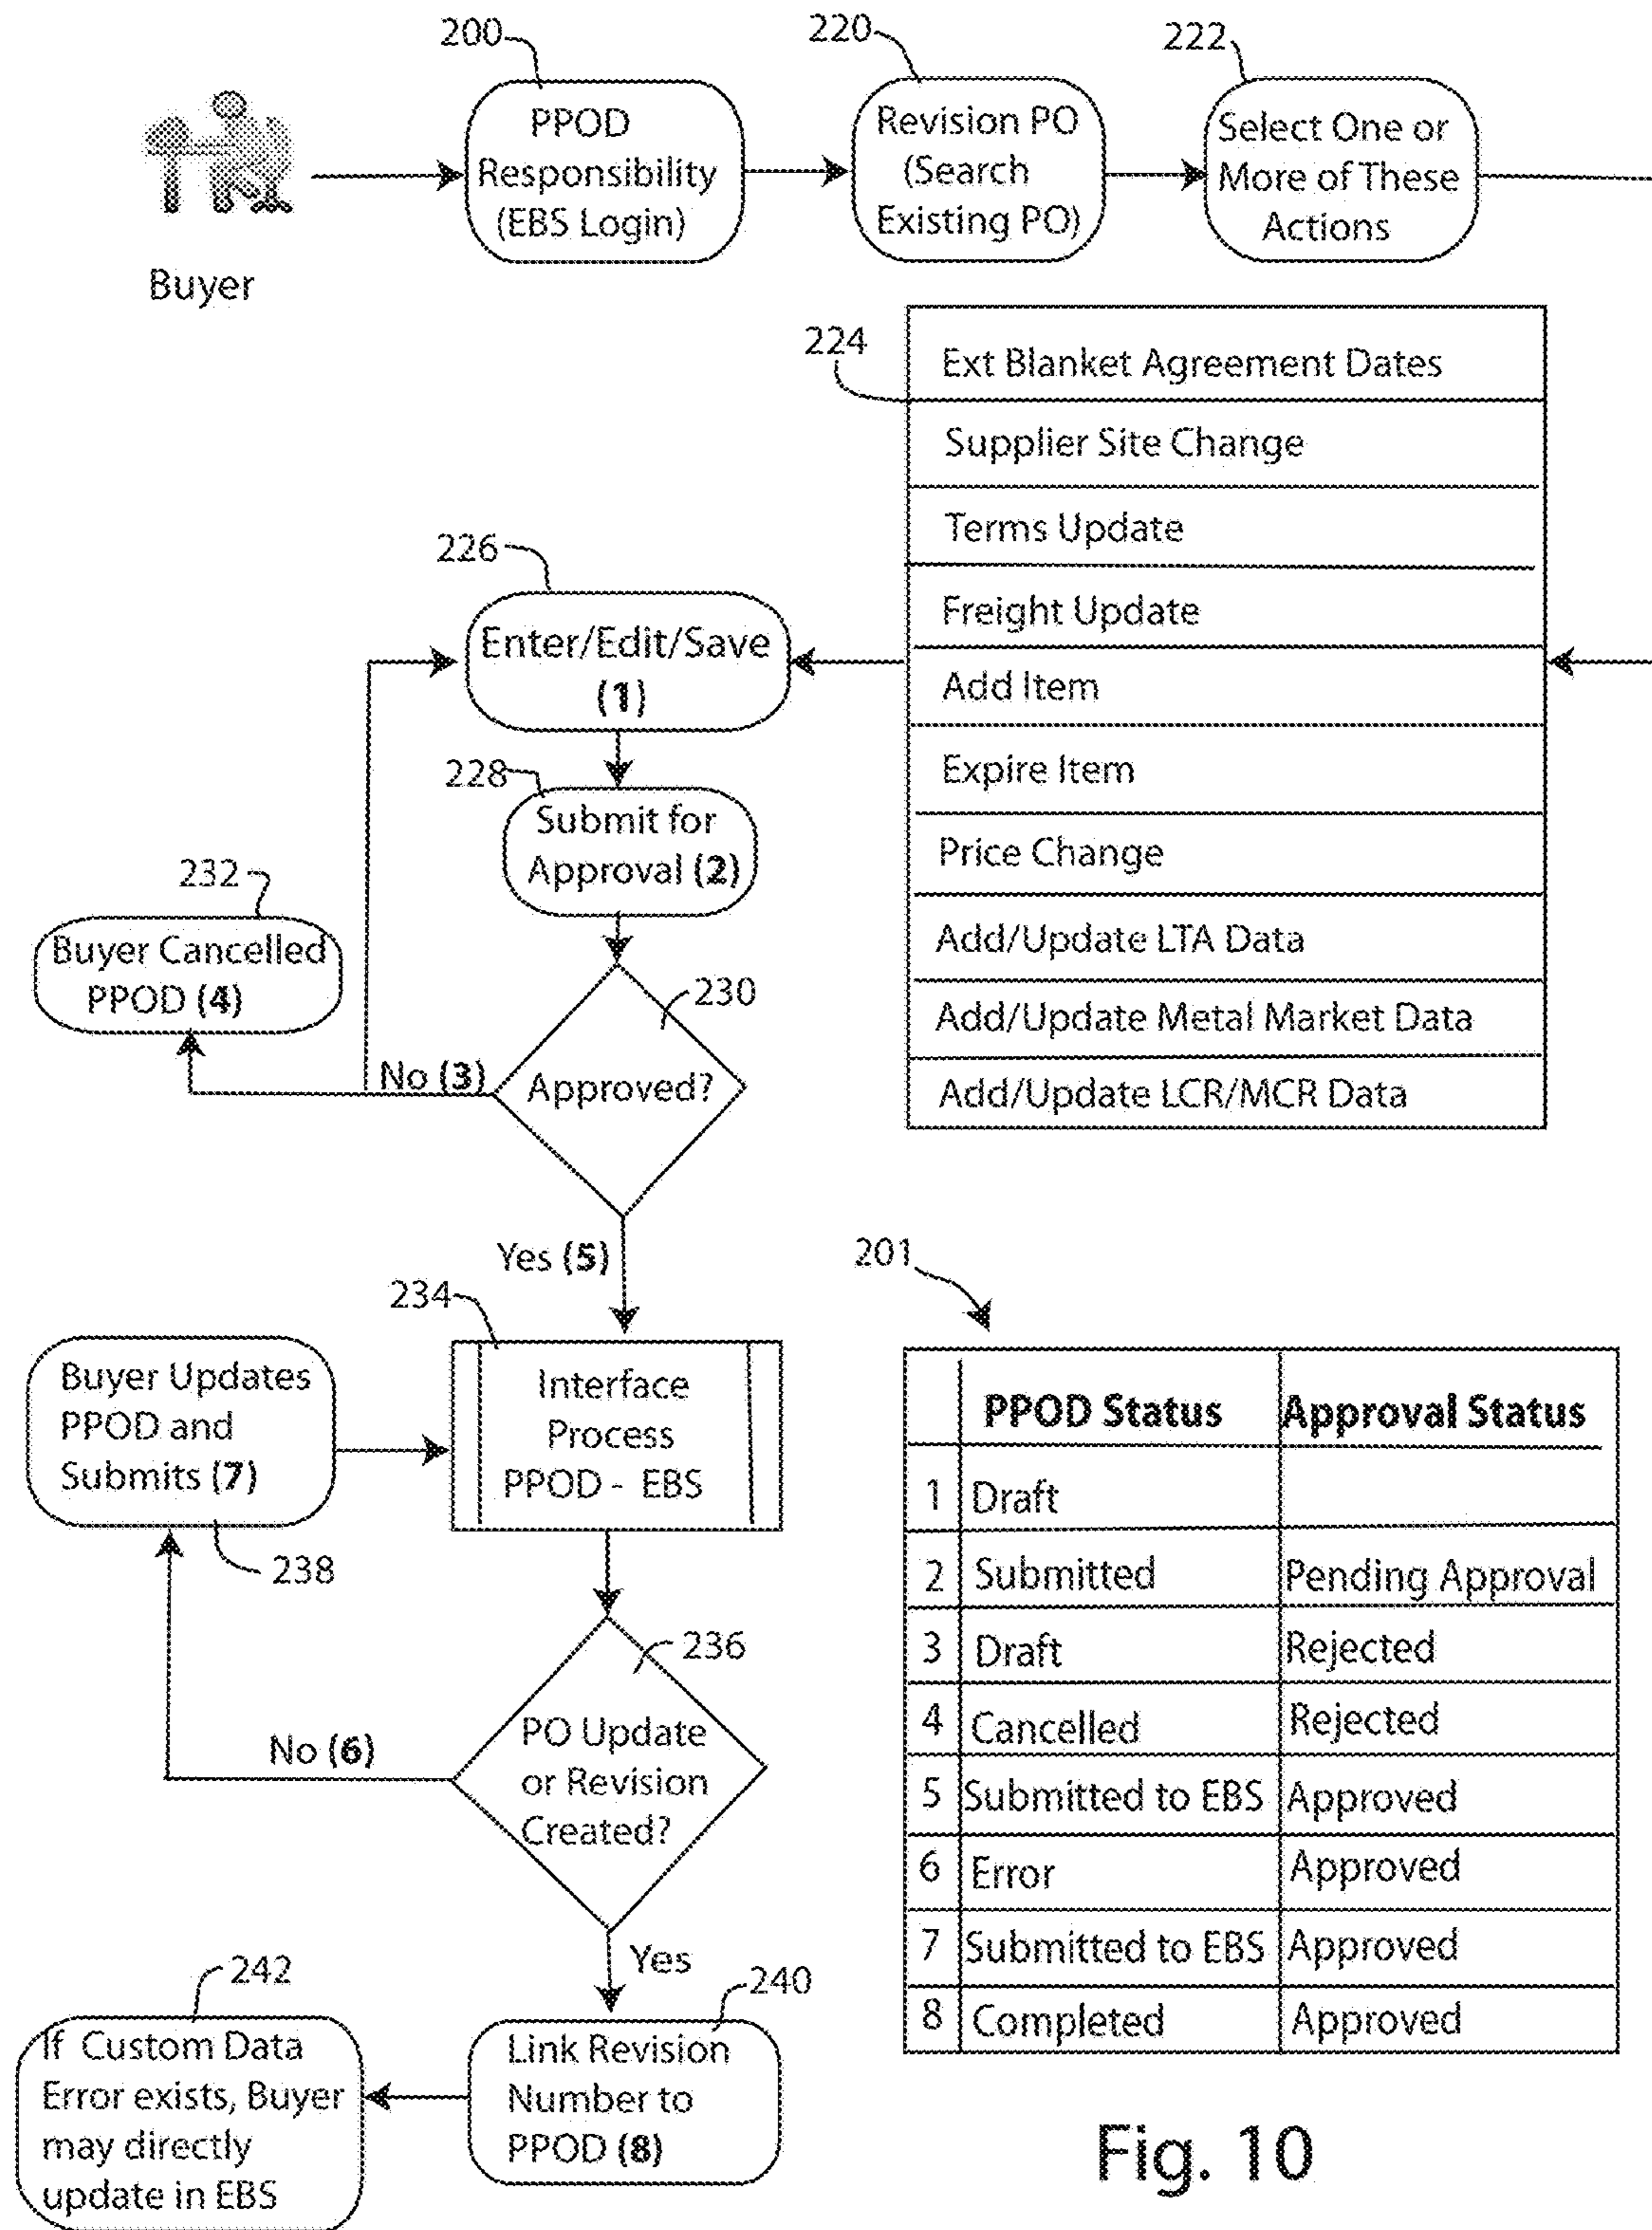 200
220
222
PPOD
Responsibility
(EBS Login)
Revision PO
(Search
Existing PO)
Select One or
More of These
Actions
Buyer
224
Ext Blanket Agreement Dates
Supplier Site Change
Terms Update
Freight Update
Add Item
Expire Item
Price Change
Add/Update LTA Data
Add/Update Metal Market Data
Add/Update LCR/MCR Data
226
Enter/Edit/Save
(1)
228
Submit for
Approval (2)
232
Buyer Cancelled
PPOD (4)
230
No (3)
Approved?
Yes (5)
234
Buyer Updates
PPOD and
Submits (7)
238
Interface
Process
PPOD - EBS
236
No (6)
PO Update
or Revision
Created?
Yes
242
240
If Custom Data
Error exists, Buyer
may directly
update in EBS
Link Revision
Number to
PPOD (8)
201
PPOD Status Approval Status
1 Draft
2 Submitted Pending Approval
3 Draft Rejected
4 Cancelled Rejected
5 Submitted to EBS Approved
6 Error Approved
7 Submitted to EBS Approved
8 Completed Approved
Fig. 10